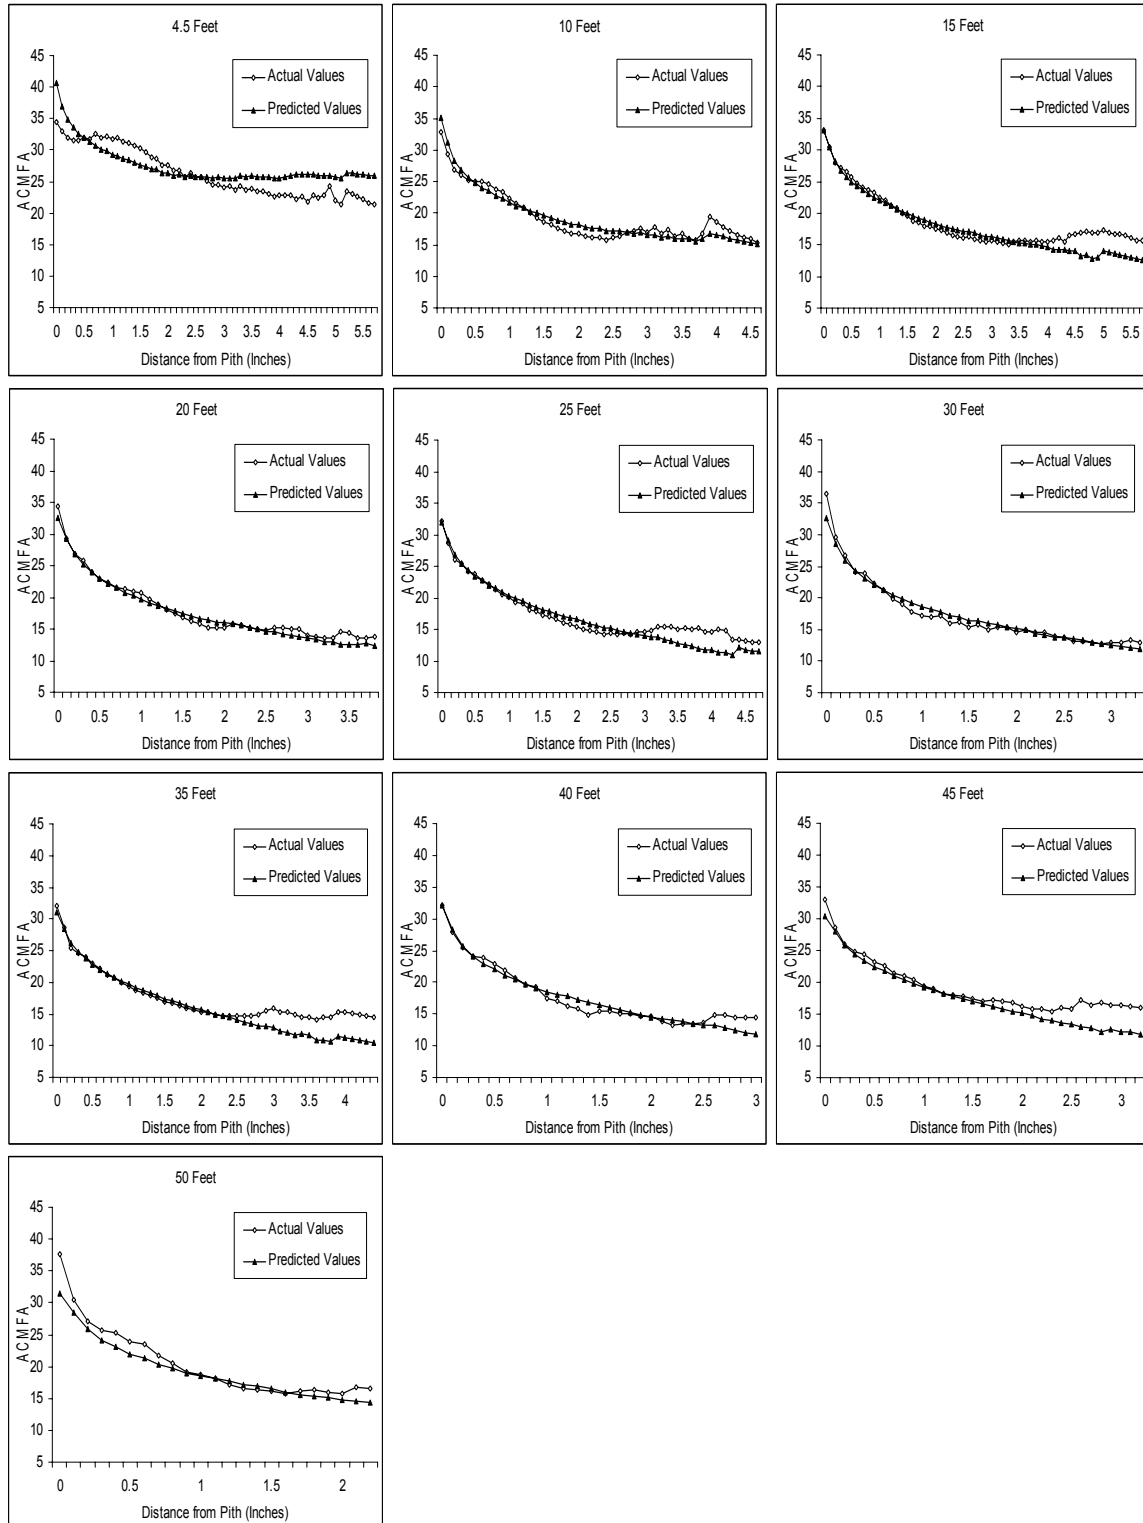 4.5 Feet
45
40
35
30
25
20
15
10
5
ACMFA
Actual Values
Predicted Values
0 0.5 1 1.5 2 2.5 3 3.5 4 4.5 5 5.5
Distance from Pith (Inches)
10 Feet
45
40
35
30
25
20
15
10
5
ACMFA
Actual Values
Predicted Values
0 0.5 1 1.5 2 2.5 3 3.5 4 4.5
Distance from Pith (Inches)
15 Feet
45
40
35
30
25
20
15
10
5
ACMFA
Actual Values
Predicted Values
0 0.5 1 1.5 2 2.5 3 3.5 4 4.5 5 5.5
Distance from Pith (Inches)
20 Feet
45
40
35
30
25
20
15
10
5
ACMFA
Actual Values
Predicted Values
0 0.5 1 1.5 2 2.5 3 3.5
Distance from Pith (Inches)
25 Feet
45
40
35
30
25
20
15
10
5
ACMFA
Actual Values
Predicted Values
0 0.5 1 1.5 2 2.5 3 3.5 4 4.5
Distance from Pith (Inches)
30 Feet
45
40
35
30
25
20
15
10
5
ACMFA
Actual Values
Predicted Values
0 0.5 1 1.5 2 2.5 3
Distance from Pith (Inches)
35 Feet
45
40
35
30
25
20
15
10
5
ACMFA
Actual Values
Predicted Values
0 0.5 1 1.5 2 2.5 3 3.5 4
Distance from Pith (Inches)
40 Feet
45
40
35
30
25
20
15
10
5
ACMFA
Actual Values
Predicted Values
0 0.5 1 1.5 2 2.5 3
Distance from Pith (Inches)
45 Feet
45
40
35
30
25
20
15
10
5
ACMFA
Actual Values
Predicted Values
0 0.5 1 1.5 2 2.5 3
Distance from Pith (Inches)
50 Feet
45
40
35
30
25
20
15
10
5
ACMFA
Actual Values
Predicted Values
0 0.5 1 1.5 2
Distance from Pith (Inches)